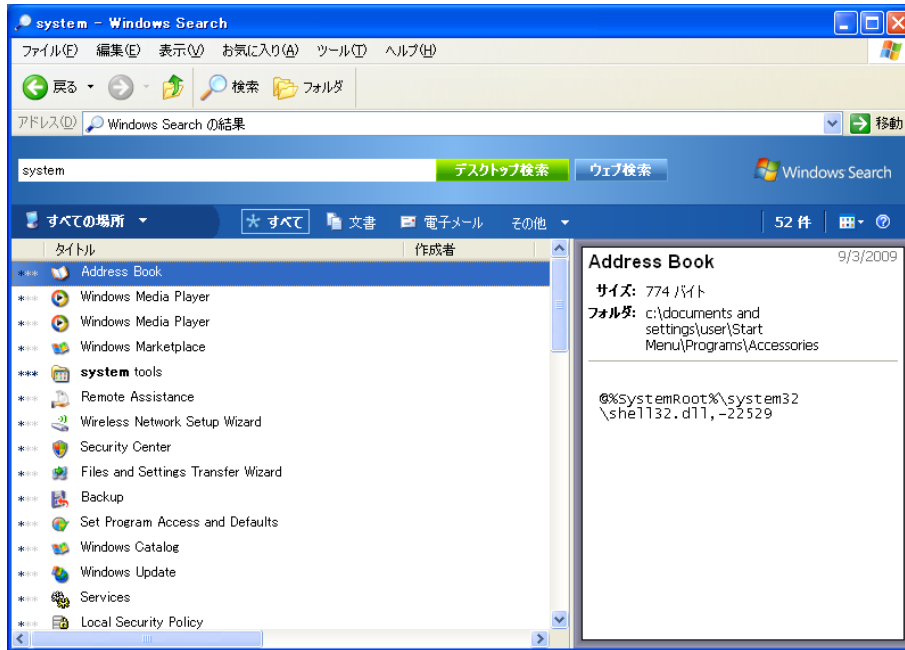 system - Windows Search
ファイル(F) 編集(E) 表示(V) お気に入り(A) ツール(T) ヘルプ(H)
戻る 検索 フォルダ
アドレス(D) Windows Search の結果 移動
system デスクトップ検索 ウェブ検索 Windows Search
すべての場所 すべて 文書 電子メール その他 52 件
タイトル 作成者
Address Book
Windows Media Player
Windows Media Player
Windows Marketplace
system tools
Remote Assistance
Wireless Network Setup Wizard
Security Center
Files and Settings Transfer Wizard
Backup
Set Program Access and Defaults
Windows Catalog
Windows Update
Services
Local Security Policy
Address Book 9/3/2009
サイズ: 774 バイト
フォルダ: c:\documents and
settings\user\Start
Menu\Programs\Accessories
@%SystemRoot%\system32
\shell32.dll,-22529